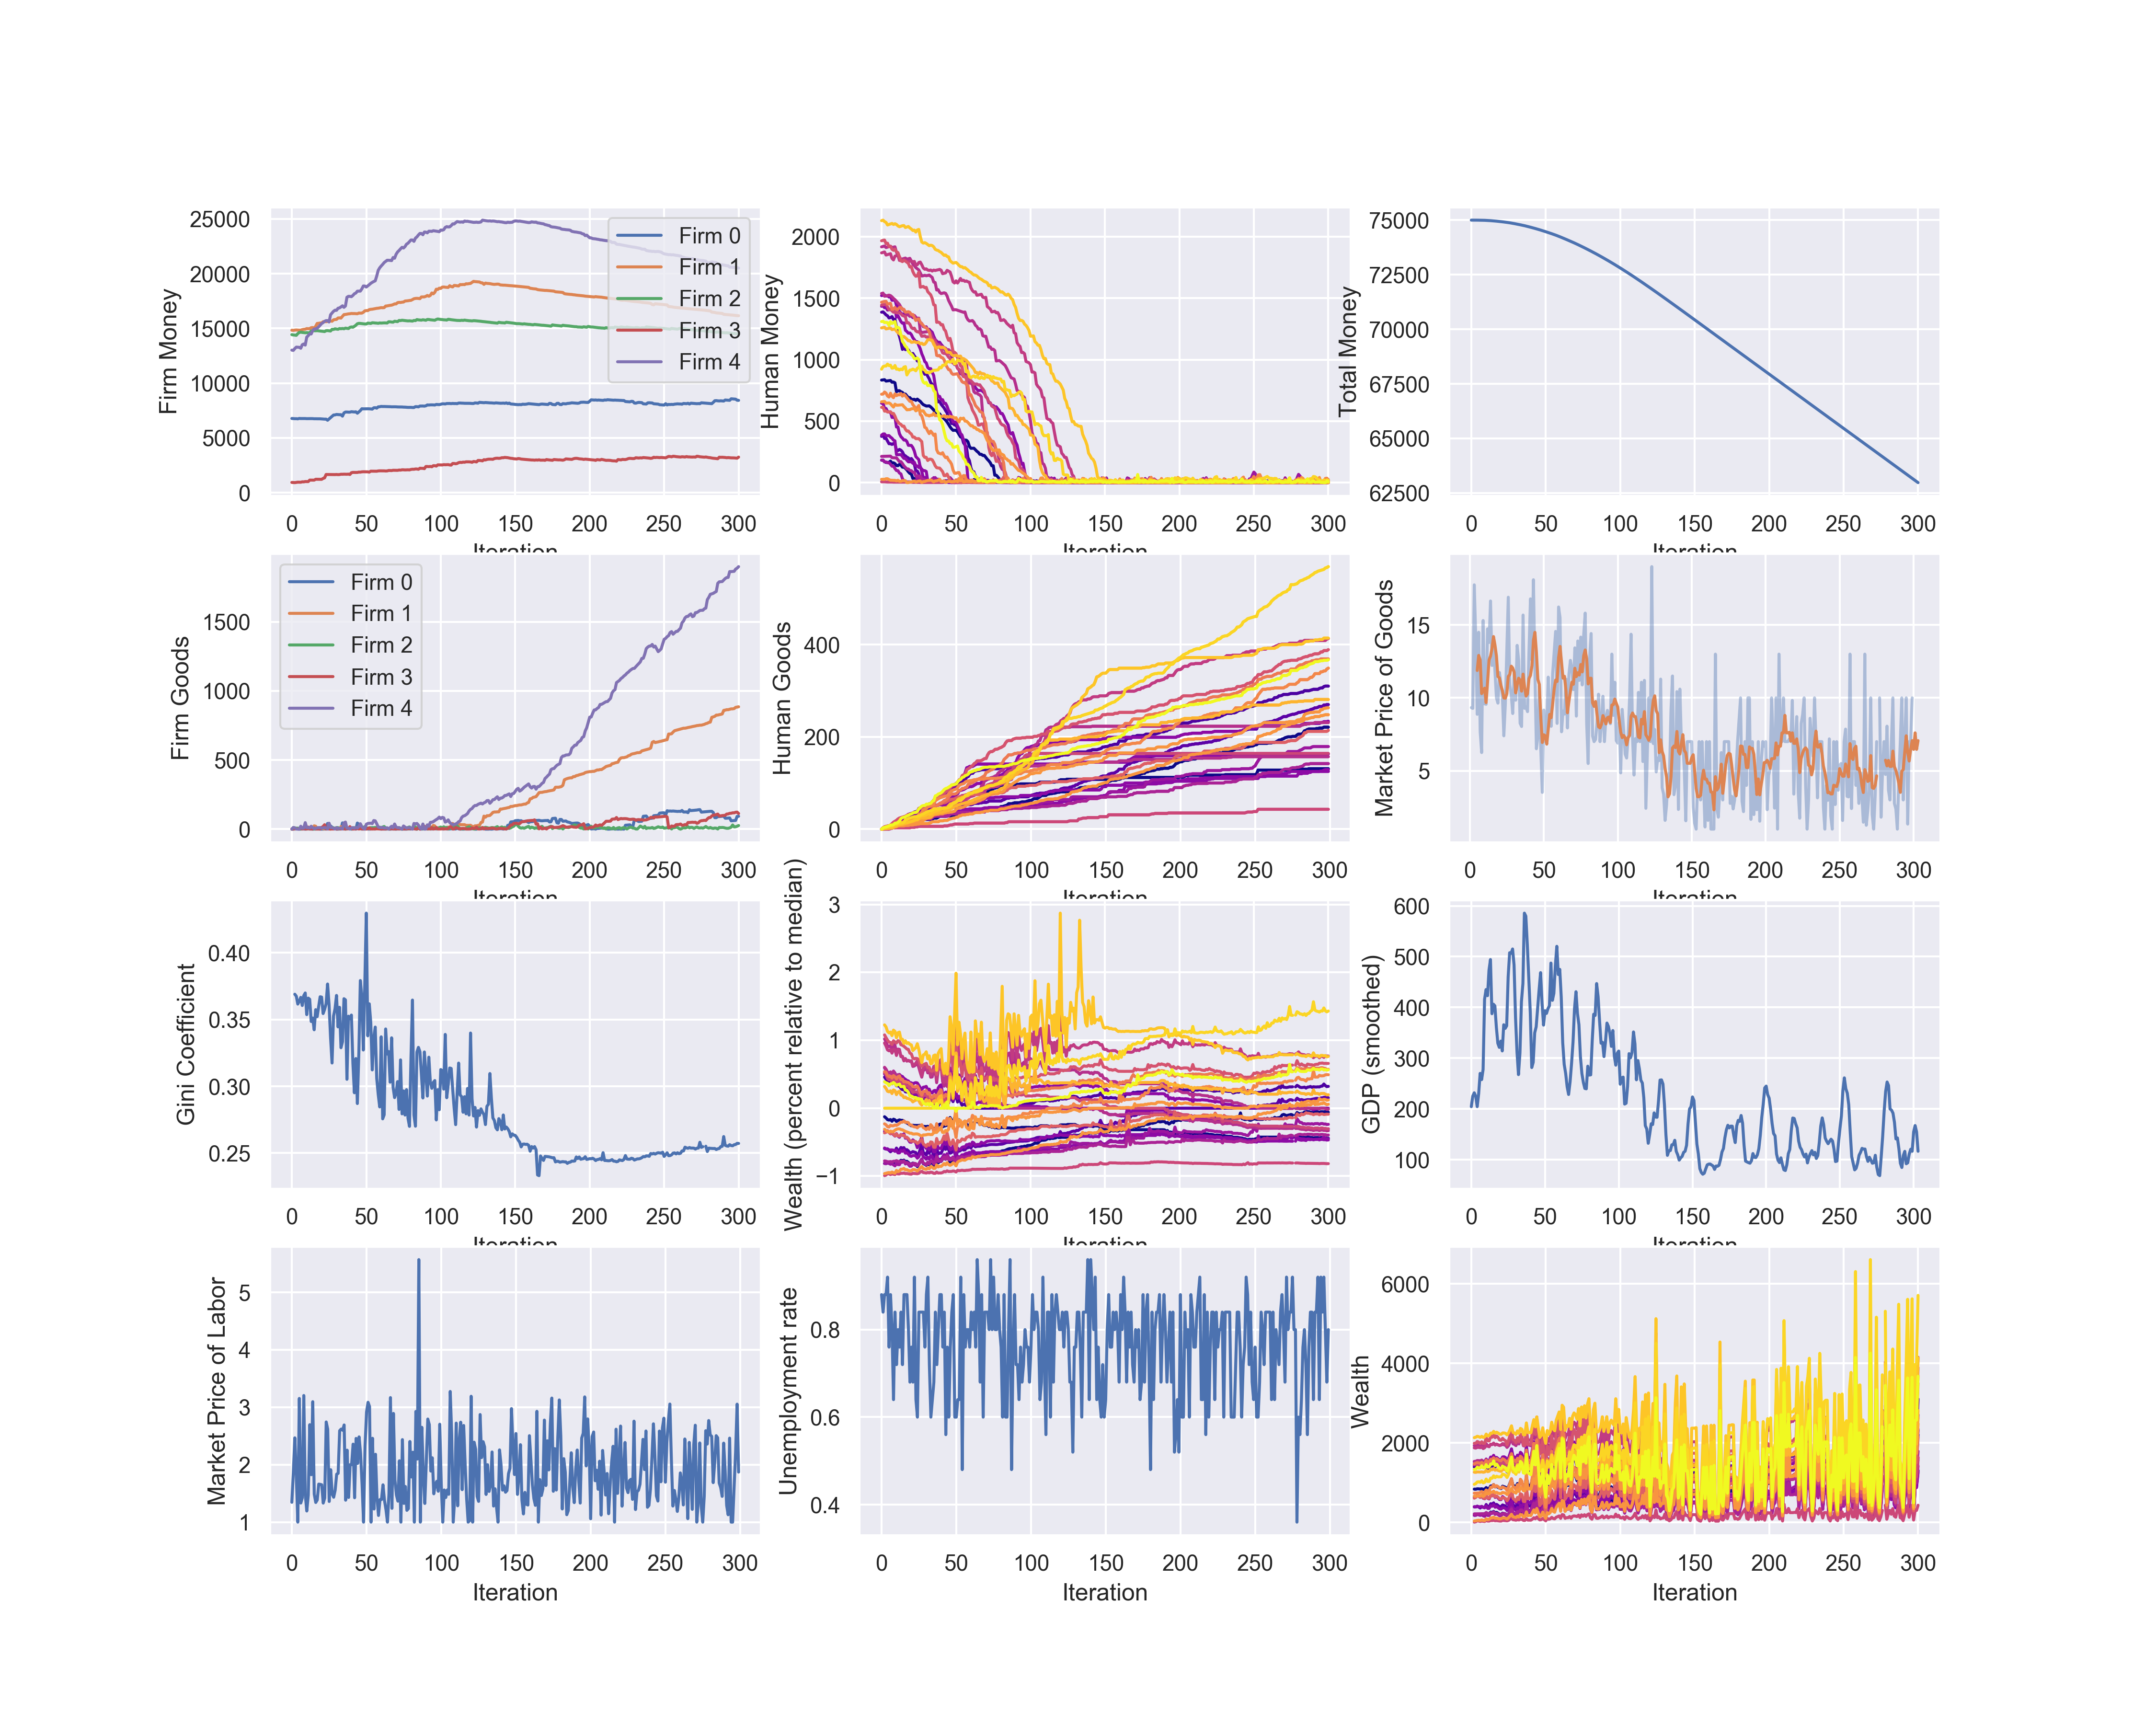 Firm Money
25000
20000
15000
10000
5000
0
0 50 100 150 200 250 300
Iteration
Firm 0
Firm 1
Firm 2
Firm 3
Firm 4
Human Money
2000
1500
1000
500
0
0 50 100 150 200 250 300
Iteration
Total Money
75000
72500
70000
67500
65000
62500
0 50 100 150 200 250 300
Iteration
Firm Goods
1500
1000
500
0
0 50 100 150 200 250 300
Iteration
Firm 0
Firm 1
Firm 2
Firm 3
Firm 4
Human Goods
400
200
0
0 50 100 150 200 250 300
Iteration
Market Price of Goods
15
10
5
0 50 100 150 200 250 300
Iteration
Gini Coefficient
0.40
0.35
0.30
0.25
0 50 100 150 200 250 300
Iteration
Wealth (percent relative to median)
3
2
1
0
−1
0 50 100 150 200 250 300
Iteration
GDP (smoothed)
600
500
400
300
200
100
0 50 100 150 200 250 300
Iteration
Market Price of Labor
5
4
3
2
1
0 50 100 150 200 250 300
Iteration
Unemployment rate
0.8
0.6
0.4
0 50 100 150 200 250 300
Iteration
Wealth
6000
4000
2000
0
0 50 100 150 200 250 300
Iteration